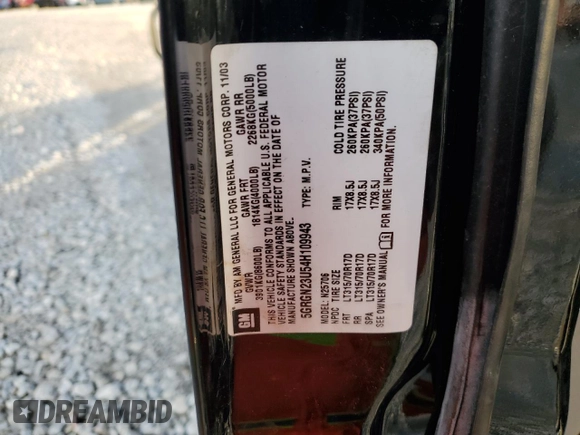 GM
MFD BY AM GENERAL LLC FOR GENERAL MOTORS CORP. 11/03
GVWR GAWR FRT GAWR RR
3901KG(8600LB) 1814KG(4000LB) 2268KG(5000LB)
THIS VEHICLE CONFORMS TO ALL APPLICABLE U.S. FEDERAL MOTOR
VEHICLE SAFETY STANDARDS IN EFFECT ON THE DATE OF
MANUFACTURE SHOWN ABOVE.
5GRGN23U54H109943 TYPE: M.P.V.
MODEL: N25706
NPDC TIRE SIZE RIM COLD TIRE PRESSURE
FRT LT315/70R17D 17X8.5J 260KPA(37PSI)
RR LT315/70R17D 17X8.5J 260KPA(37PSI)
SPA LT315/70R17D 17X8.5J 340KPA(50PSI)
SEE OWNER'S MANUAL FOR MORE INFORMATION.
DREAMBID